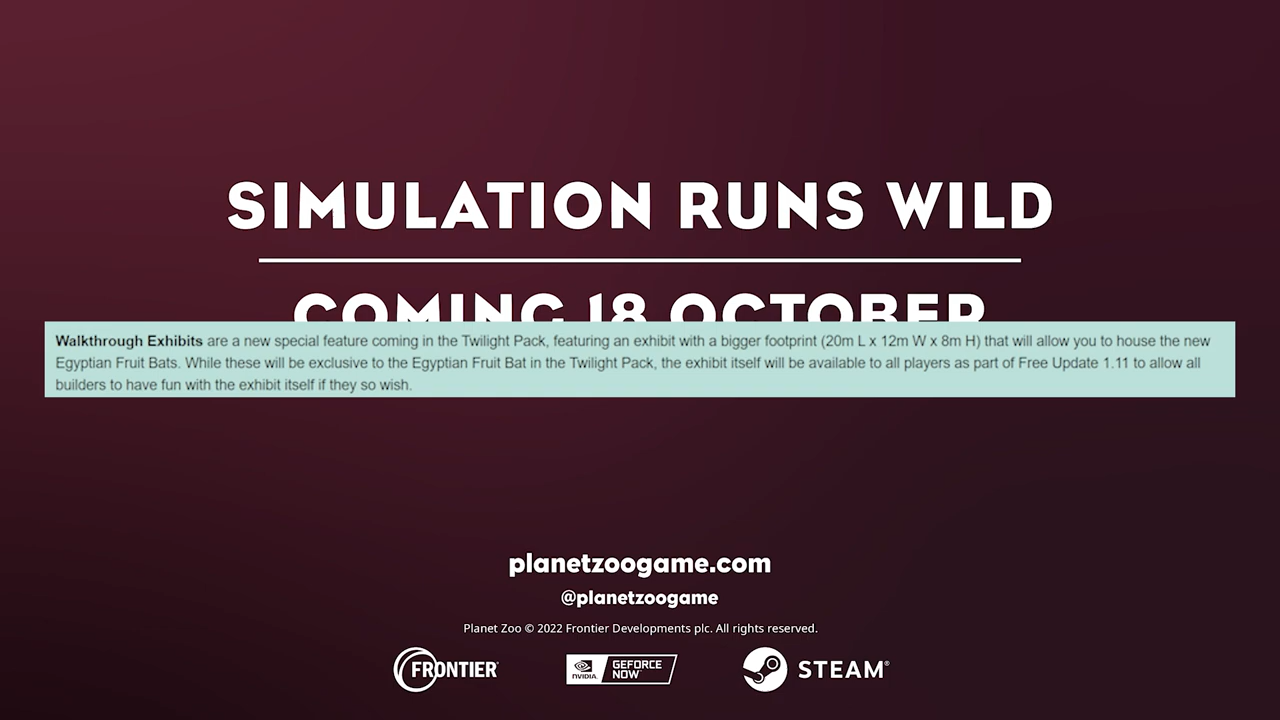 SIMULATION RUNS WILD
COMING 18 OCTOBER
Walkthrough Exhibits are a new special feature coming in the Twilight Pack, featuring an exhibit with a bigger footprint (20m L x 12m W x 8m H) that will allow you to house the new
Egyptian Fruit Bats. While these will be exclusive to the Egyptian Fruit Bat in the Twilight Pack, the exhibit itself will be available to all players as part of Free Update 1.11 to allow all
builders to have fun with the exhibit itself if they so wish.
planetzoogame.com
@planetzoogame
Planet Zoo © 2022 Frontier Developments plc. All rights reserved.
FRONTIER NVIDIA. GEFORCE NOW STEAM®